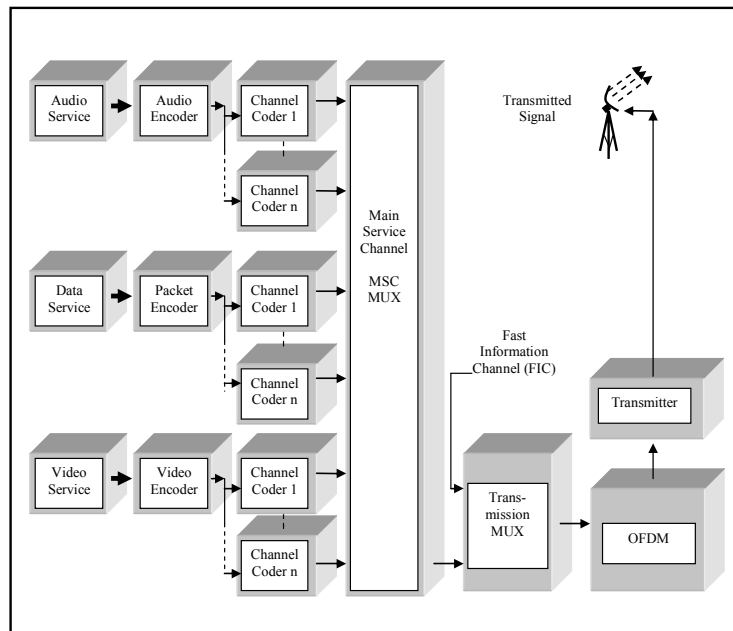 Audio
Service
Audio
Encoder
Channel
Coder 1
Channel
Coder n
Data
Service
Packet
Encoder
Channel
Coder 1
Channel
Coder n
Video
Service
Video
Encoder
Channel
Coder 1
Channel
Coder n
Main
Service
Channel
MSC
MUX
Fast
Information
Channel (FIC)
Trans-
mission
MUX
OFDM
Transmitter
Transmitted
Signal